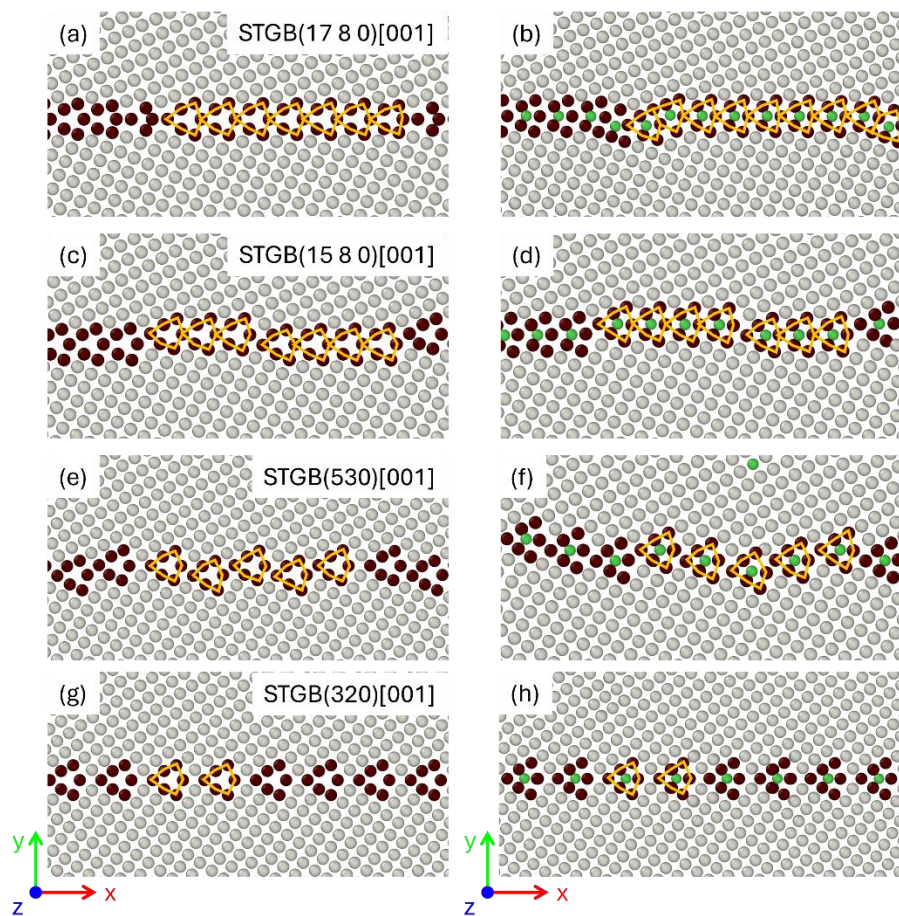 (a) STGB(17 8 0)[001]
(b)
(c) STGB(15 8 0)[001]
(d)
(e) STGB(530)[001]
(f)
(g) STGB(320)[001]
(h)
y
z
x
y
z
x